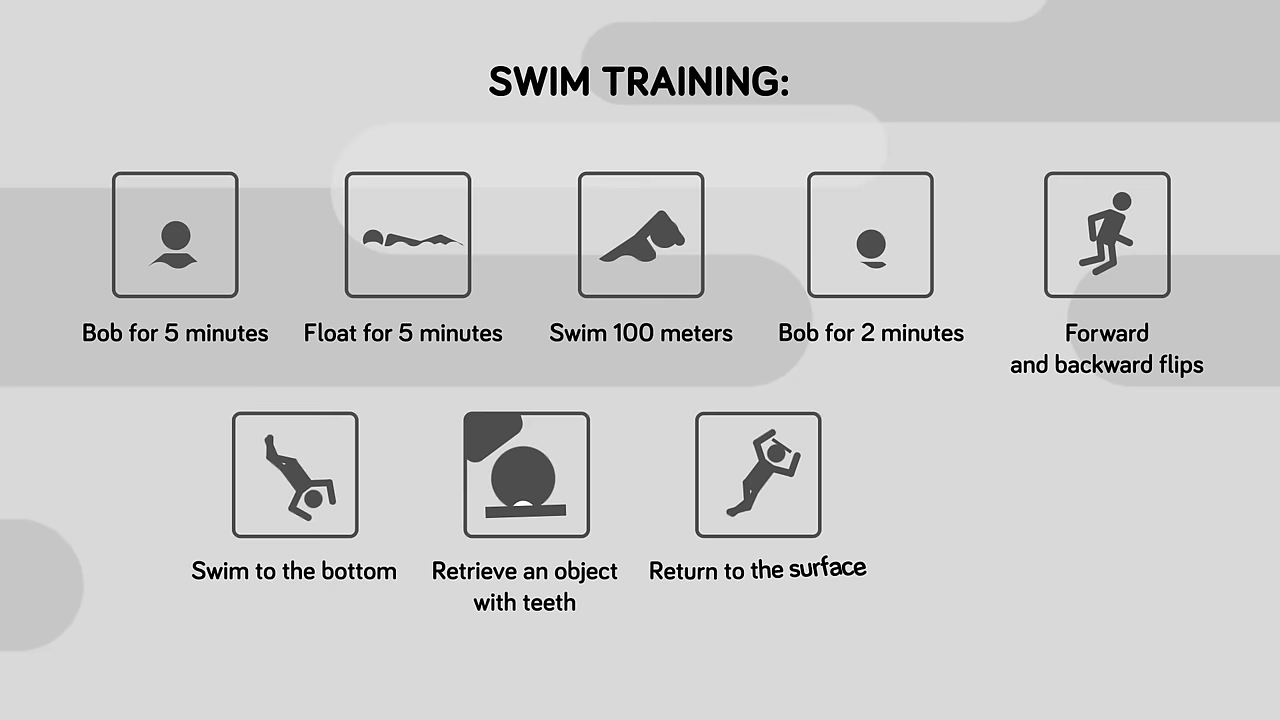 SWIM TRAINING:
Bob for 5 minutes
Float for 5 minutes
Swim 100 meters
Bob for 2 minutes
Forward
and backward flips
Swim to the bottom
Retrieve an object
with teeth
Return to the surface